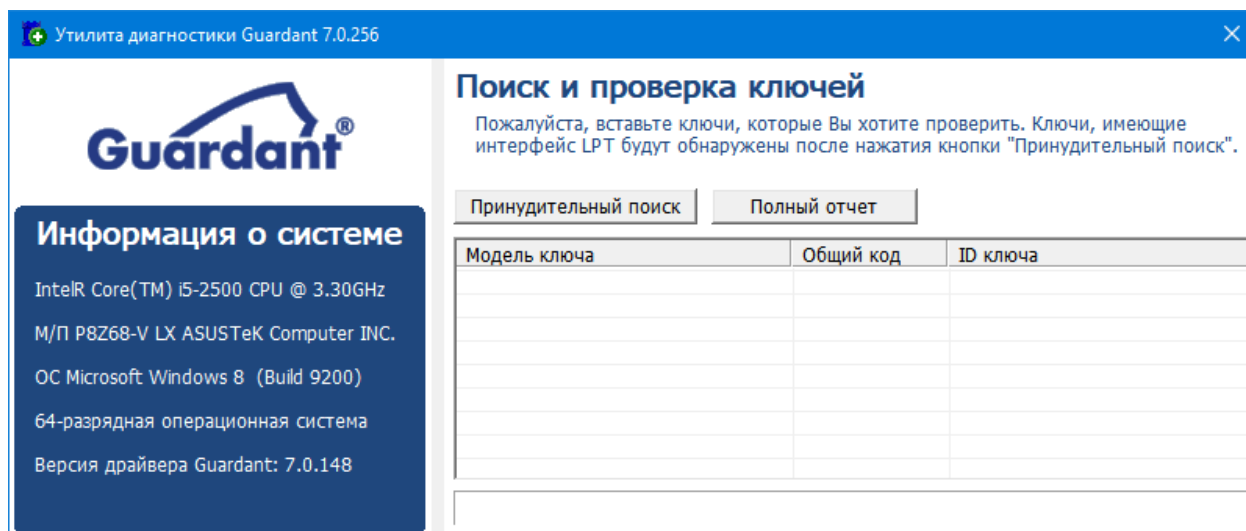 Утилита диагностики Guardant 7.0.256
Guardant®
Информация о системе
IntelR Core(TM) i5-2500 CPU @ 3.30GHz
М/П P8Z68-V LX ASUSTeK Computer INC.
ОС Microsoft Windows 8 (Build 9200)
64-разрядная операционная система
Версия драйвера Guardant: 7.0.148
Поиск и проверка ключей
Пожалуйста, вставьте ключи, которые Вы хотите проверить. Ключи, имеющие
интерфейс LPT будут обнаружены после нажатия кнопки "Принудительный поиск".
Принудительный поиск Полный отчет
Модель ключа Общий код ID ключа